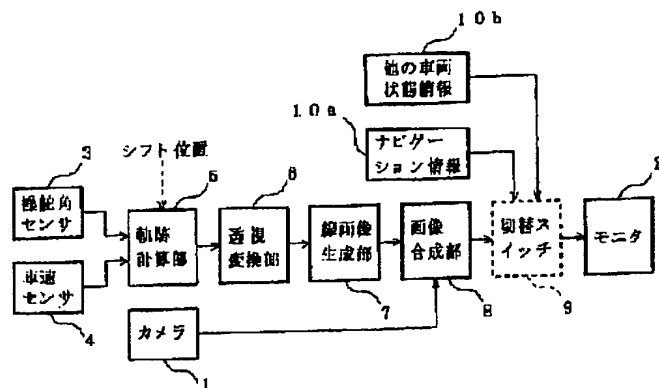 10b
他の車両
状態情報
10a
ナビゲー
ション情報
シフト位置
3
操舵角セ
ンサ
5
軌跡
計算部
6
透視
変換部
線画像
生成部
7
画像
合成部
8
切替ス
イッチ
9
2
モニタ
車速セ
ンサ
4
カメラ
1